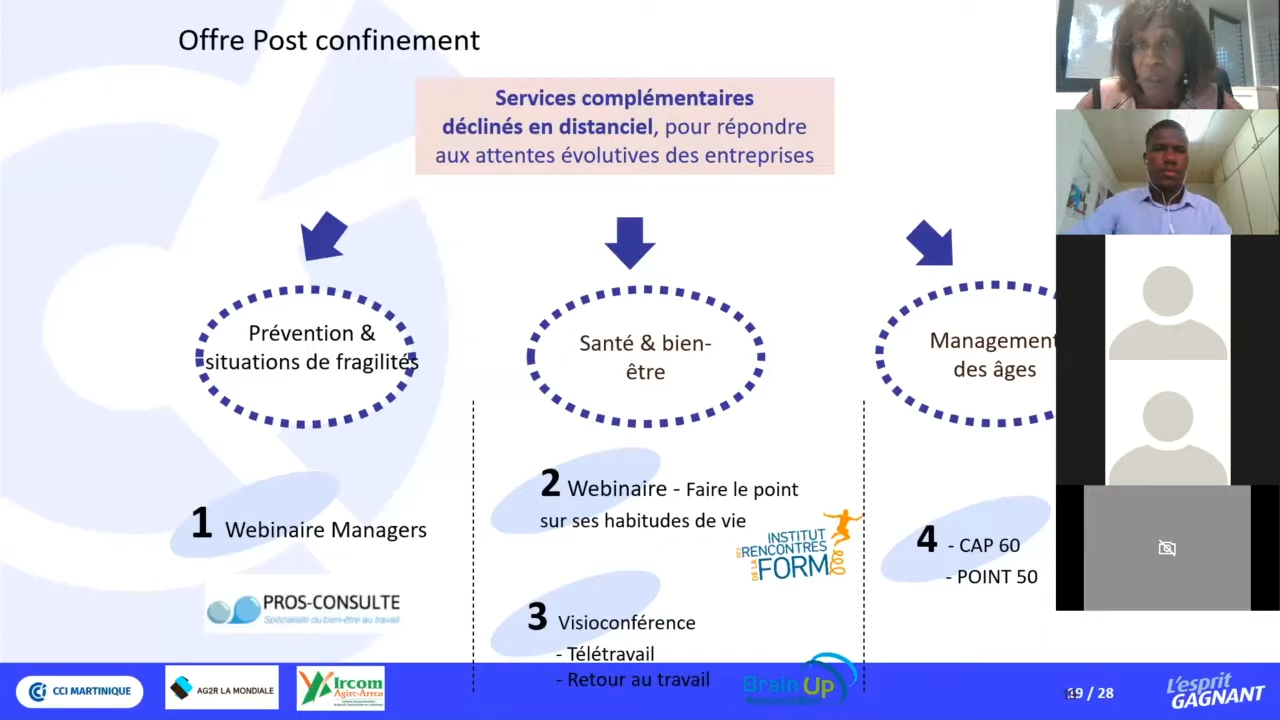 Offre Post confinement
Services complémentaires
déclinés en distanciel, pour répondre
aux attentes évolutives des entreprises
Prévention &
situations de fragilités
Santé & bien-
être
Management
des âges
1 Webinaire Managers
PROS-CONSULTE
Spécialiste du bien-être au travail
2 Webinaire - Faire le point
sur ses habitudes de vie
INSTITUT
DES RENCONTRES
DE LA FORM
3 Visioconférence
- Télétravail
- Retour au travail
Brain Up
4 - CAP 60
- POINT 50
CCI MARTINIQUE
AG2R LA MONDIALE
Ircom
Agirc-Arrco
19 / 28
L'esprit
GAGNANT